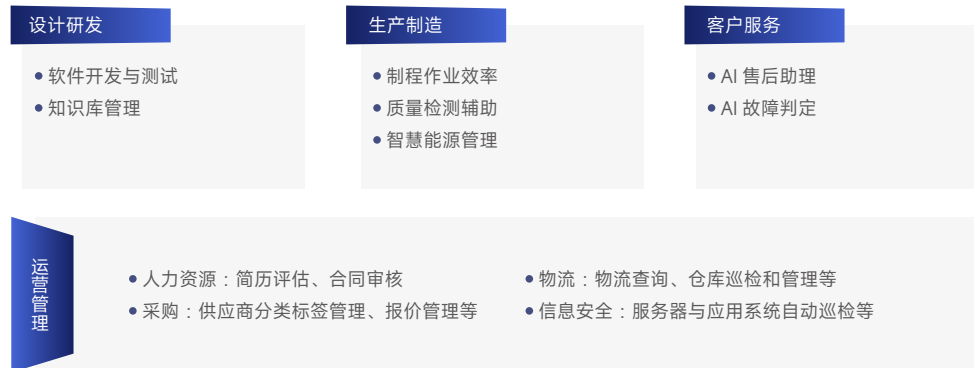 设计研发
软件开发与测试
知识库管理
生产制造
制程作业效率
质量检测辅助
智慧能源管理
客户服务
AI 售后助理
AI 故障判定
运营管理
人力资源：简历评估、合同审核
采购：供应商分类标签管理、报价管理等
物流：物流查询、仓库巡检和管理等
信息安全：服务器与应用系统自动巡检等